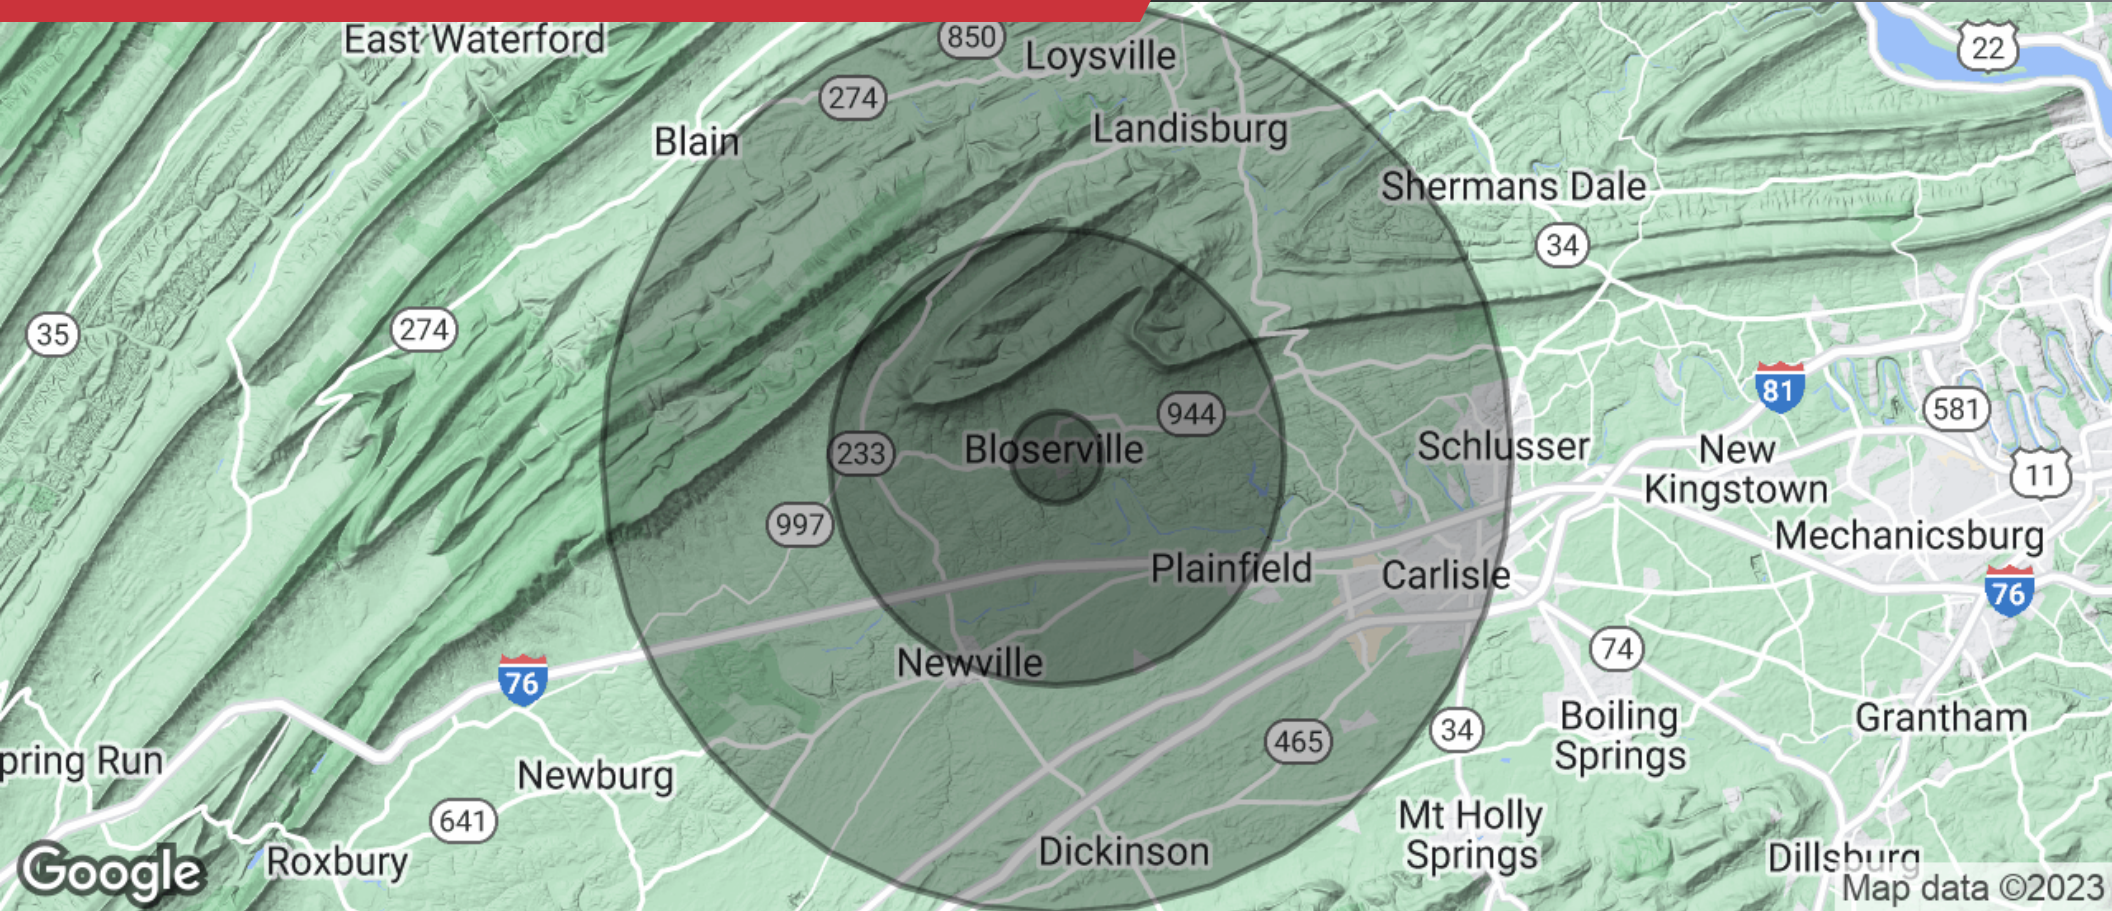 East Waterford
850
Loysville
22
274
Blain
Landisburg
Shermans Dale
34
35
274
81
944
581
233
Bloserville
Schlusser
New
Kingstown
11
997
Mechanicsburg
Plainfield
Carlisle
76
Newville
74
76
465
34
Boiling
Springs
Grantham
pring Run
Newburg
641
Mt Holly
Springs
Dickinson
Roxbury
Dillsburg
Google
Map data ©2023